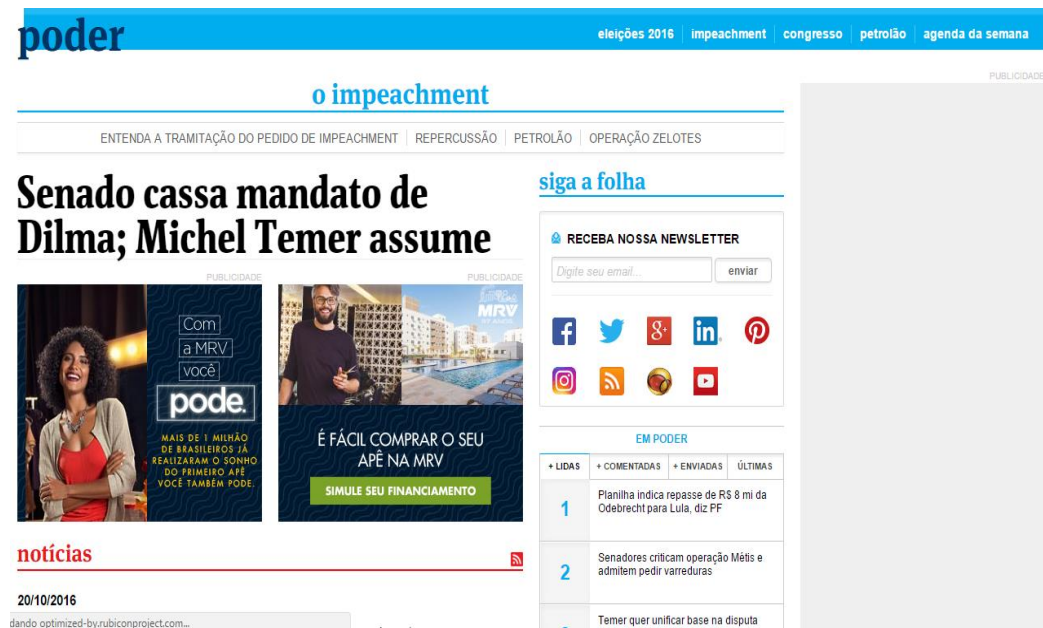 poder
eleições 2016 impeachment congresso petrolão agenda da semana
PUBLICIDADE
o impeachment
ENTENDA A TRAMITAÇÃO DO PEDIDO DE IMPEACHMENT REPERCUSSÃO PETROLÃO OPERAÇÃO ZELOTES
Senado cassa mandato de
Dilma; Michel Temer assume
PUBLICIDADE
Com
a MRV
você
pode.
MAIS DE 1 MILHÃO
DE BRASILEIROS JÁ
REALIZARAM O SONHO
DO PRIMEIRO APÊ
VOCÊ TAMBÉM PODE.
PUBLICIDADE
MRV
É FÁCIL COMPRAR O SEU
APÊ NA MRV
SIMULE SEU FINANCIAMENTO
notícias
20/10/2016
dando optimized-by.rubiconproject.com...
siga a folha
RECEBA NOSSA NEWSLETTER
Digite seu email... enviar
EM PODER
+ LIDAS + COMENTADAS + ENVIADAS ÚLTIMAS
1
Planilha indica repasse de R$ 8 mi da
Odebrecht para Lula, diz PF
2
Senadores criticam operação Métis e
admitem pedir varreduras
Temer quer unificar base na disputa